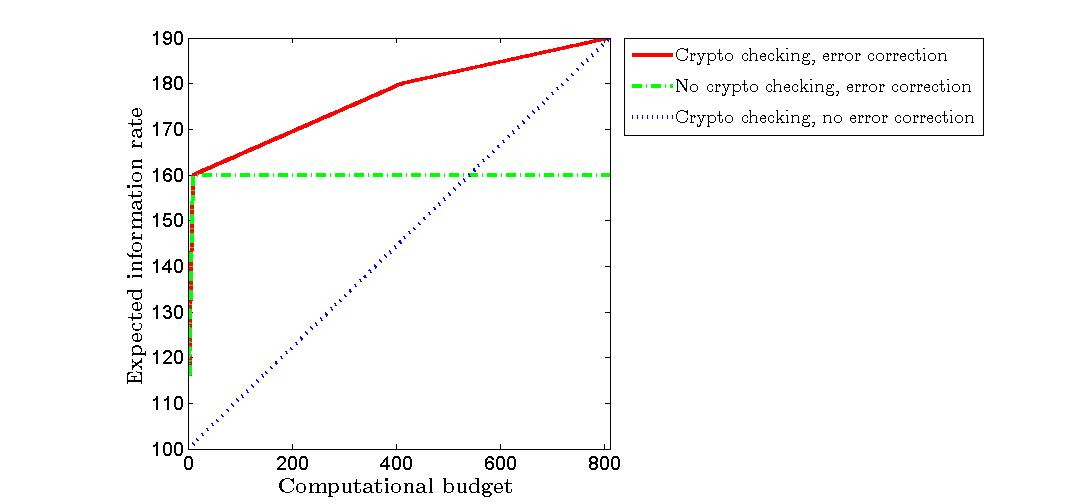 190
180
170
160
150
140
130
120
110
100
Expected information rate
0 200 400 600 800
Computational budget
Crypto checking, error correction
No crypto checking, error correction
Crypto checking, no error correction